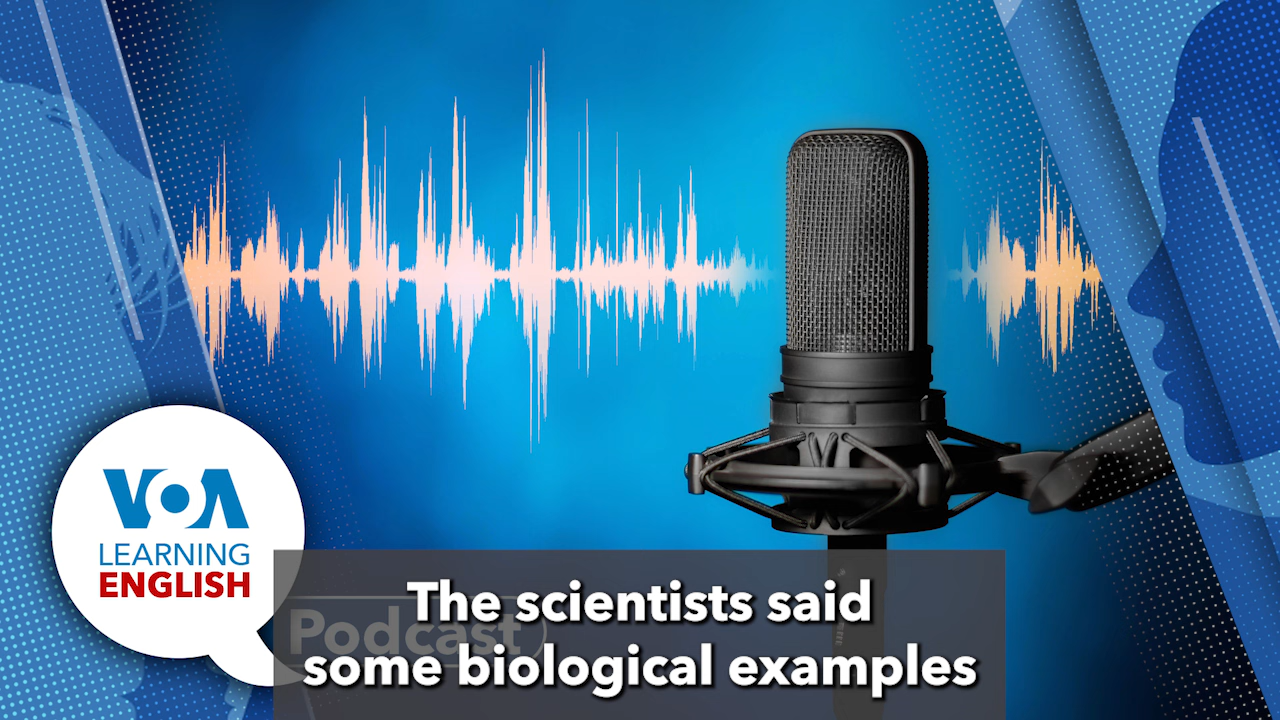 VOA
LEARNING
ENGLISH
Podcast
The scientists said
some biological examples